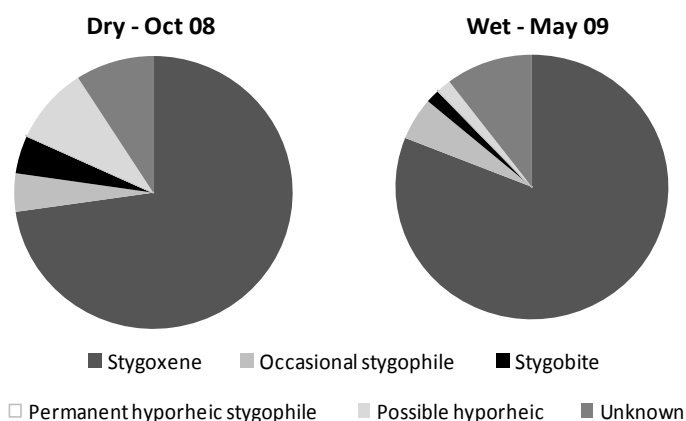 Dry - Oct 08
Wet - May 09
Stygoxene Occasional stygophile Stygobite
Permanent hyporheic stygophile Possible hyporheic Unknown